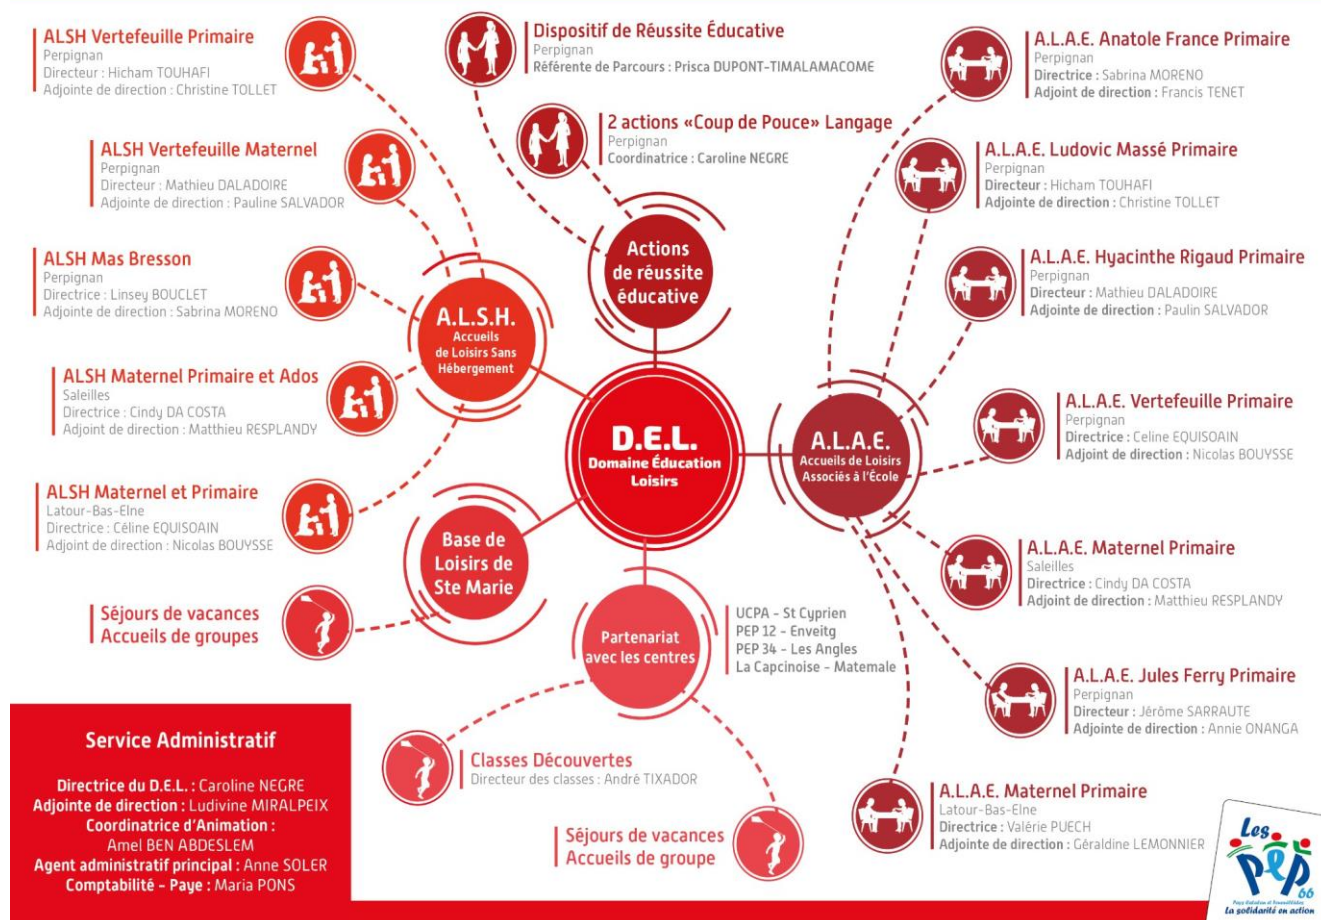 ALSH Vertefeuille Primaire
Perpignan
Directeur : Hicham TOUHAFI
Adjointe de direction : Christine TOLLET
ALSH Vertefeuille Maternel
Perpignan
Directeur : Mathieu DALADOIRE
Adjointe de direction : Pauline SALVADOR
ALSH Mas Bresson
Perpignan
Directrice : Linsey BOUCLET
Adjointe de direction : Sabrina MORENO
ALSH Maternel Primaire et Ados
Saleilles
Directrice : Cindy DA COSTA
Adjoint de direction : Matthieu RESPLANDY
ALSH Maternel et Primaire
Latour-Bas-Elne
Directrice : Céline EQUISOAIN
Adjoint de direction : Nicolas BOUYSSE
Séjours de vacances
Accueils de groupes
Dispositif de Réussite Éducative
Perpignan
Référente de Parcours : Prisca DUPONT-TIMALAMACOME
2 actions «Coup de Pouce» Langage
Perpignan
Coordinatrice : Caroline NEGRE
Actions
de réussite
éducative
A.L.S.H.
Accueils
de Loisirs Sans
Hébergement
D.E.L.
Domaine Éducation
Loisirs
A.L.A.E.
Accueils de Loisirs
Associés à l'École
Base de
Loisirs de
Ste Marie
Partenariat
avec les centres
UCPA - St Cyprien
PEP 12 - Enveitg
PEP 34 - Les Angles
La Capcinoise - Matemale
Classes Découvertes
Directeur des classes : André TIXADOR
Séjours de vacances
Accueils de groupe
A.L.A.E. Anatole France Primaire
Perpignan
Directrice : Sabrina MORENO
Adjoint de direction : Francis TENET
A.L.A.E. Ludovic Massé Primaire
Perpignan
Directeur : Hicham TOUHAFI
Adjointe de direction : Christine TOLLET
A.L.A.E. Hyacinthe Rigaud Primaire
Perpignan
Directeur : Mathieu DALADOIRE
Adjointe de direction : Paulin SALVADOR
A.L.A.E. Vertefeuille Primaire
Perpignan
Directrice : Celine EQUISOAIN
Adjoint de direction : Nicolas BOUYSSE
A.L.A.E. Maternel Primaire
Saleilles
Directrice : Cindy DA COSTA
Adjoint de direction : Matthieu RESPLANDY
A.L.A.E. Jules Ferry Primaire
Perpignan
Directeur : Jérôme SARRAUTE
Adjointe de direction : Annie ONANGA
A.L.A.E. Maternel Primaire
Latour-Bas-Elne
Directrice : Valérie PUECH
Adjointe de direction : Géraldine LEMONNIER
Service Administratif
Directrice du D.E.L. : Caroline NEGRE
Adjointe de direction : Ludivine MIRALPEIX
Coordinatrice d'Animation :
Amel BEN ABDESLEM
Agent administratif principal : Anne SOLER
Comptabilité - Paye : Maria PONS
Les
PEP
66
La solidarité en action